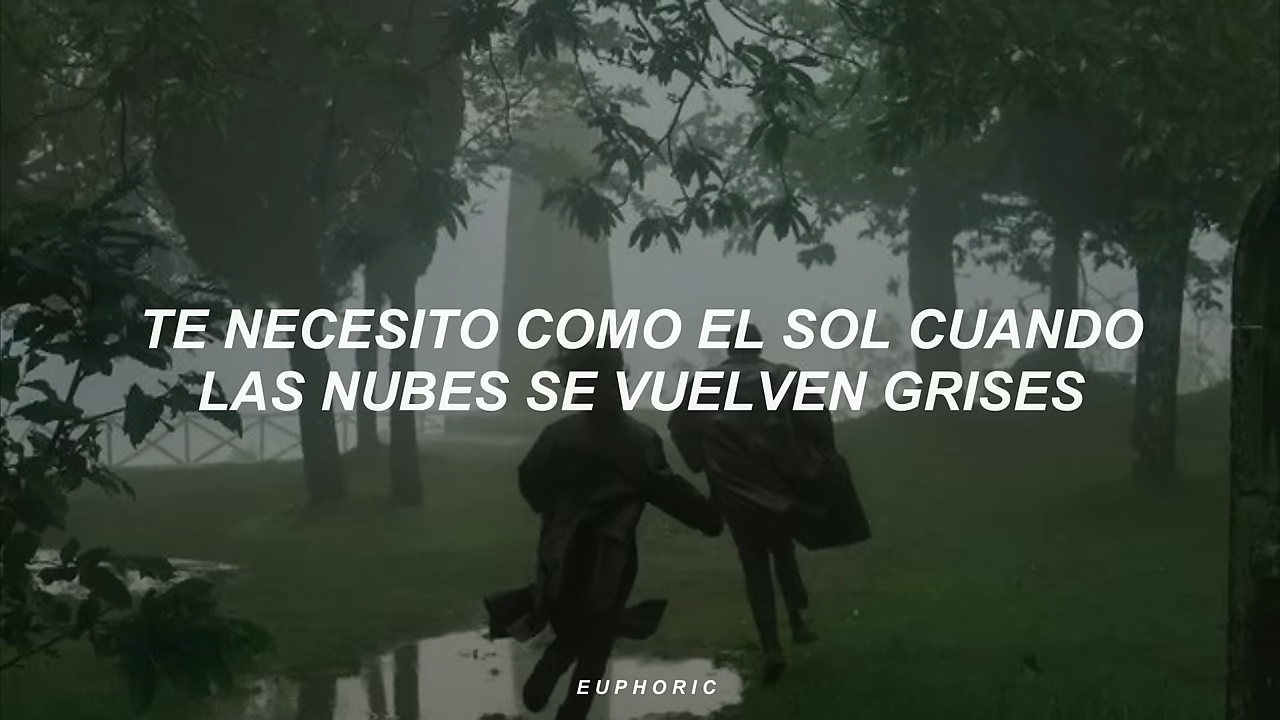 TE NECESITO COMO EL SOL CUANDO
LAS NUBES SE VUELVEN GRISES
EUPHORIC